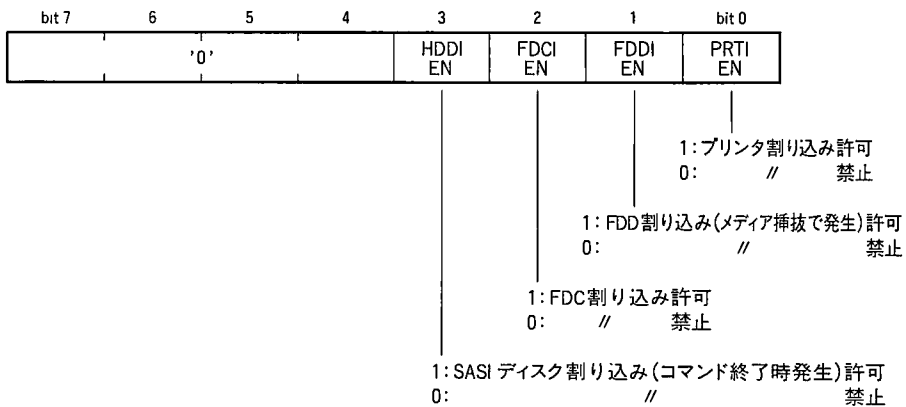 bit 7 6 5 4 3 2 1 bit 0
'0' HDDI EN FDCI EN FDDI EN PRTI EN
1:プリンタ割り込み許可
0: 〃 禁止
1:FDD割り込み(メディア挿抜で発生)許可
0: 〃 禁止
1:FDC割り込み許可
0: 〃 禁止
1:SASIディスク割り込み(コマンド終了時発生)許可
0: 〃 禁止